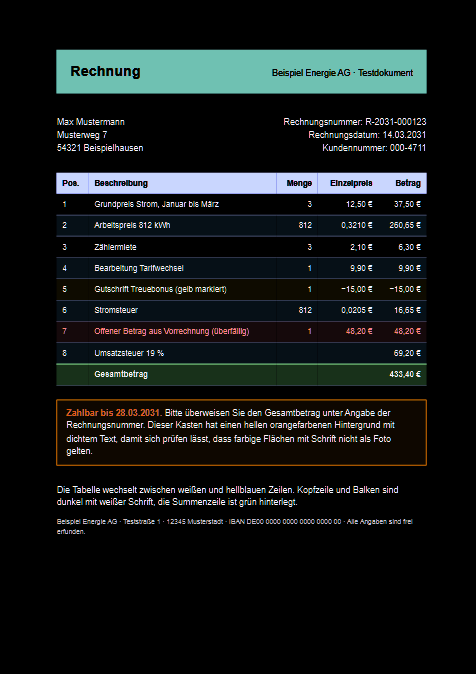 Rechnung
Beispiel Energie AG · Testdokument
Max Mustermann
Musterweg 7
54321 Beispielhausen
Rechnungsnummer: R-2031-000123
Rechnungsdatum: 14.03.2031
Kundennummer: 000-4711
Pos. Beschreibung Menge Einzelpreis Betrag
1 Grundpreis Strom, Januar bis März 3 12,50 € 37,50 €
2 Arbeitspreis 812 kWh 812 0,3210 € 260,65 €
3 Zählermiete 3 2,10 € 6,30 €
4 Bearbeitung Tarifwechsel 1 9,90 € 9,90 €
5 Gutschrift Treuebonus (gelb markiert) 1 −15,00 € −15,00 €
6 Stromsteuer 812 0,0205 € 16,65 €
7 Offener Betrag aus Vorrechnung (überfällig) 1 48,20 € 48,20 €
8 Umsatzsteuer 19 % 69,20 €
Gesamtbetrag 433,40 €
Zahlbar bis 28.03.2031. Bitte überweisen Sie den Gesamtbetrag unter Angabe der
Rechnungsnummer. Dieser Kasten hat einen hellen orangefarbenen Hintergrund mit
dichtem Text, damit sich prüfen lässt, dass farbige Flächen mit Schrift nicht als Foto
gelten.
Die Tabelle wechselt zwischen weißen und hellblauen Zeilen. Kopfzeile und Balken sind
dunkel mit weißer Schrift, die Summenzeile ist grün hinterlegt.
Beispiel Energie AG · Teststraße 1 · 12345 Musterstadt · IBAN DE00 0000 0000 0000 0000 00 · Alle Angaben sind frei
erfunden.